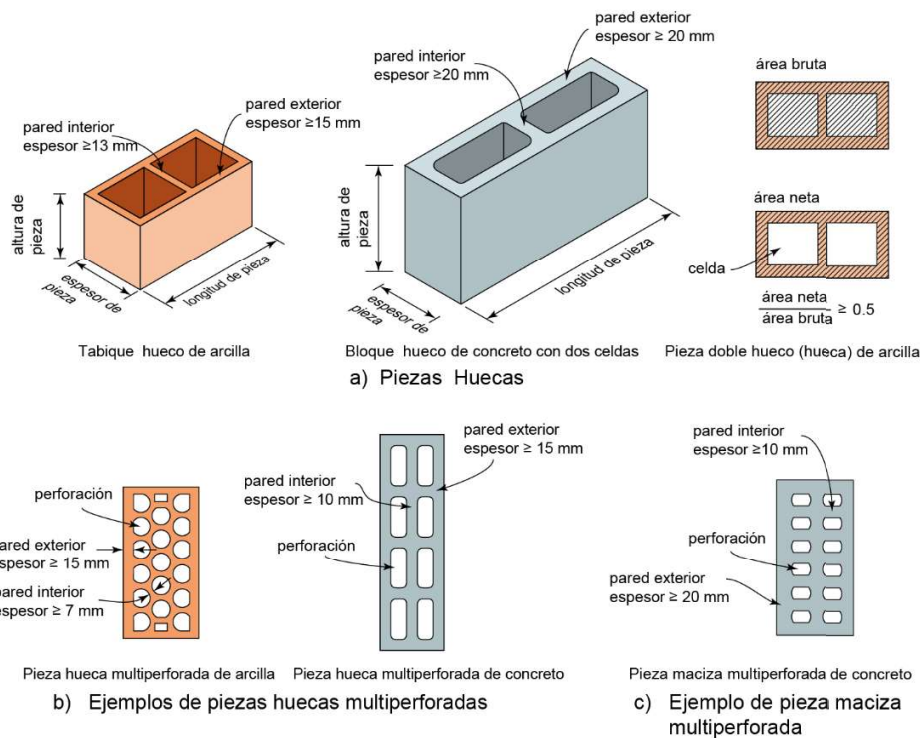 pared interior
espesor ≥13 mm
pared exterior
espesor ≥15 mm
altura de
pieza
espesor de
pieza
longitud de pieza
Tabique hueco de arcilla
pared interior
espesor ≥20 mm
pared exterior
espesor ≥ 20 mm
altura de
pieza
espesor de
pieza
longitud de pieza
Bloque hueco de concreto con dos celdas
área bruta
área neta
celda
área neta
área bruta
≥ 0.5
Pieza doble hueco (hueca) de arcilla
a) Piezas Huecas
perforación
pared exterior
espesor ≥ 15 mm
pared interior
espesor ≥ 7 mm
Pieza hueca multiperforada de arcilla
pared exterior
espesor ≥ 15 mm
pared interior
espesor ≥ 10 mm
perforación
Pieza hueca multiperforada de concreto
b) Ejemplos de piezas huecas multiperforadas
pared interior
espesor ≥10 mm
perforación
pared exterior
espesor ≥ 20 mm
Pieza maciza multiperforada de concreto
c) Ejemplo de pieza maciza
multiperforada